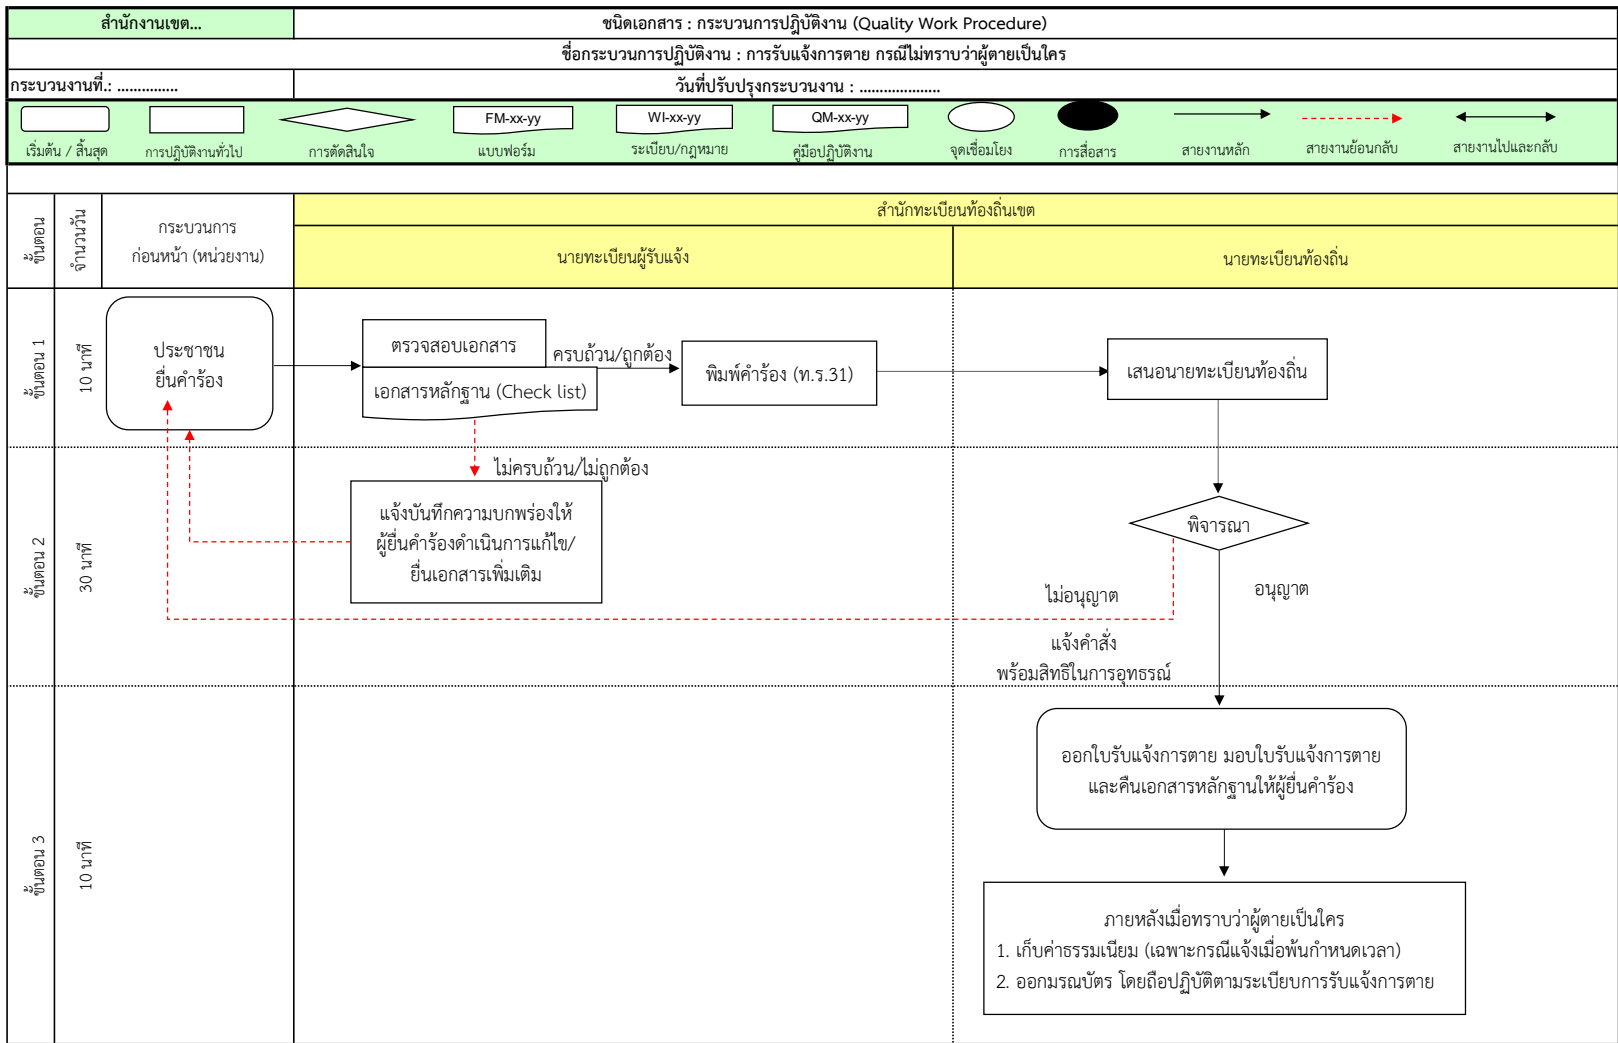 สำนักงานเขต...
ชนิดเอกสาร : กระบวนการปฎิบัติงาน (Quality Work Procedure)
ชื่อกระบวนการปฏิบัติงาน : การรับแจ้งการตาย กรณีไม่ทราบว่าผู้ตายเป็นใคร
กระบวนงานที่.: ...............
วันที่ปรับปรุงกระบวนงาน : ....................
FM-xx-yy
WI-xx-yy
QM-xx-yy
เริ่มต้น / สิ้นสุด
การปฎิบัติงานทั่วไป
การตัดสินใจ
แบบฟอร์ม
ระเบียบ/กฎหมาย
คู่มือปฏิบัติงาน
จุดเชื่อมโยง
การสื่อสาร
สายงานหลัก
สายงานย้อนกลับ
สายงานไปและกลับ
ขั้นตอน
จำนวนวัน
กระบวนการ
ก่อนหน้า (หน่วยงาน)
สำนักทะเบียนท้องถิ่นเขต
นายทะเบียนผู้รับแจ้ง
นายทะเบียนท้องถิ่น
ขั้นตอน 1
10 นาที
ประชาชน
ยื่นคำร้อง
ตรวจสอบเอกสาร
เอกสารหลักฐาน (Check list)
ครบถ้วน/ถูกต้อง
พิมพ์คำร้อง (ท.ร.31)
เสนอนายทะเบียนท้องถิ่น
ขั้นตอน 2
30 นาที
ไม่ครบถ้วน/ไม่ถูกต้อง
แจ้งบันทึกความบกพร่องให้
ผู้ยื่นคำร้องดำเนินการแก้ไข/
ยื่นเอกสารเพิ่มเติม
พิจารณา
ไม่อนุญาต
อนุญาต
แจ้งคำสั่ง
พร้อมสิทธิในการอุทธรณ์
ขั้นตอน 3
10 นาที
ออกใบรับแจ้งการตาย มอบใบรับแจ้งการตาย
และคืนเอกสารหลักฐานให้ผู้ยื่นคำร้อง
ภายหลังเมื่อทราบว่าผู้ตายเป็นใคร
1. เก็บค่าธรรมเนียม (เฉพาะกรณีแจ้งเมื่อพ้นกำหนดเวลา)
2. ออกมรณบัตร โดยถือปฏิบัติตามระเบียบการรับแจ้งการตาย